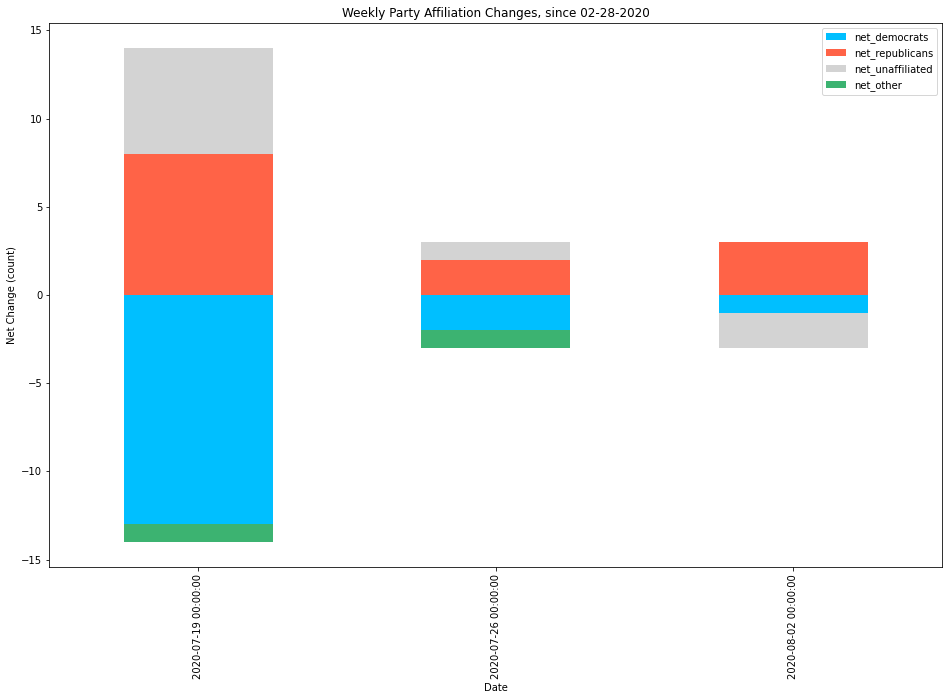 Weekly Party Affiliation Changes, since 02-28-2020
net_democrats
net_republicans
net_unaffiliated
net_other
Net Change (count)
15
10
5
0
−5
−10
−15
2020-07-19 00:00:00
2020-07-26 00:00:00
2020-08-02 00:00:00
Date